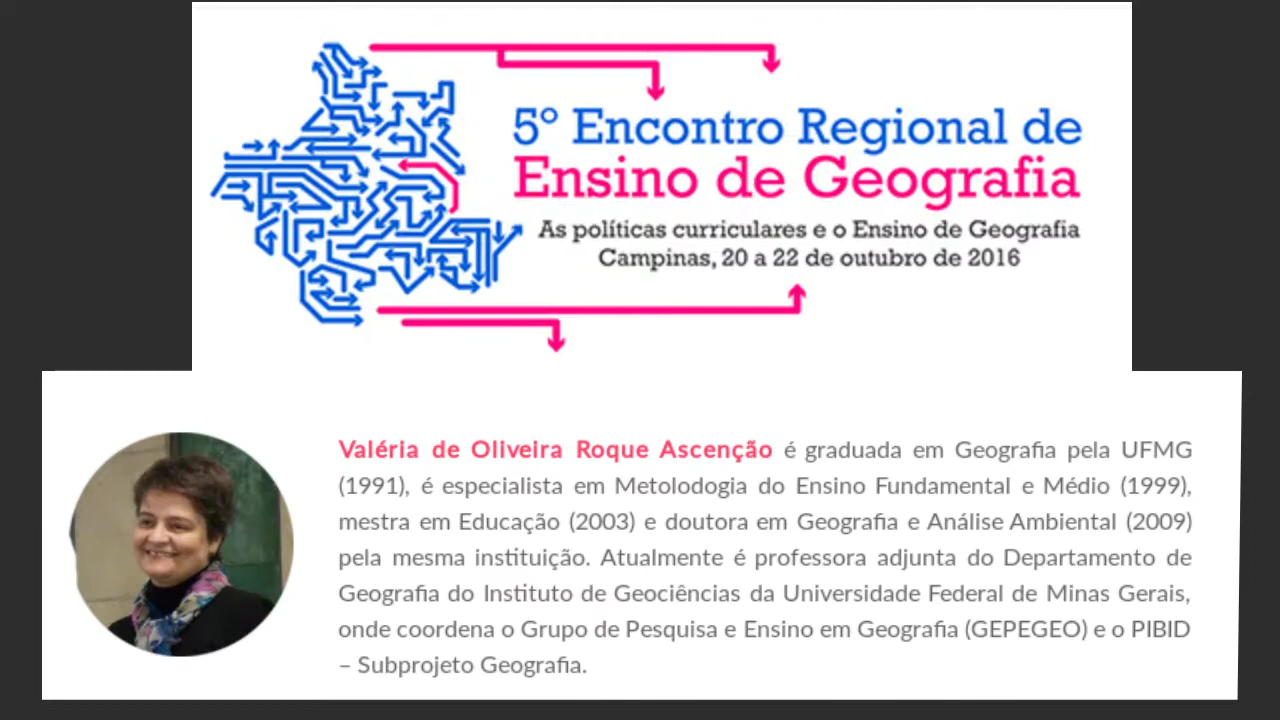 5° Encontro Regional de
Ensino de Geografia
As políticas curriculares e o Ensino de Geografia
Campinas, 20 a 22 de outubro de 2016
Valéria de Oliveira Roque Ascenção é graduada em Geografia pela UFMG
(1991), é especialista em Metolodogia do Ensino Fundamental e Médio (1999),
mestra em Educação (2003) e doutora em Geografia e Análise Ambiental (2009)
pela mesma instituição. Atualmente é professora adjunta do Departamento de
Geografia do Instituto de Geociências da Universidade Federal de Minas Gerais,
onde coordena o Grupo de Pesquisa e Ensino em Geografia (GEPEGEO) e o PIBID
– Subprojeto Geografia.